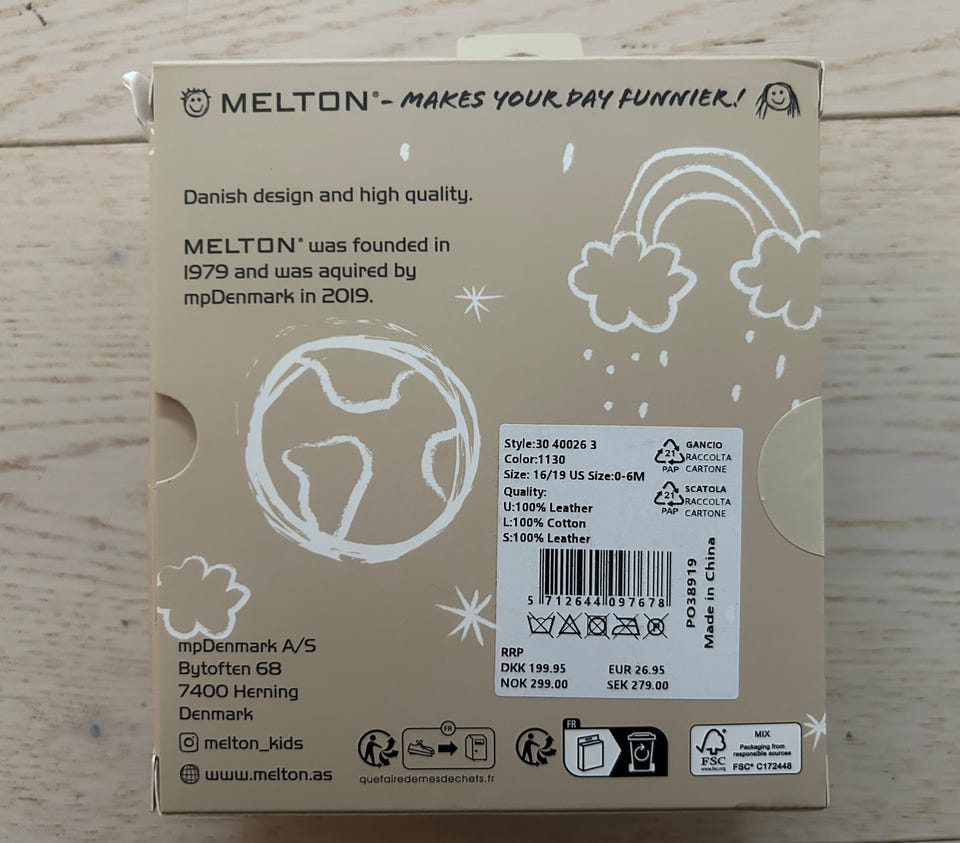 MELTON® - MAKES YOUR DAY FUNNIER!
Danish design and high quality.
MELTON® was founded in
1979 and was aquired by
mpDenmark in 2019.
Style:30 40026 3
Color:1130
Size: 16/19 US Size:0-6M
Quality:
U:100% Leather
L:100% Cotton
S:100% Leather
21
PAP
GANCIO
RACCOLTA
CARTONE
21
PAP
SCATOLA
RACCOLTA
CARTONE
5 712644 097678
PO38919
Made in China
RRP
DKK 199.95 EUR 26.95
NOK 299.00 SEK 279.00
mpDenmark A/S
Bytoften 68
7400 Herning
Denmark
melton_kids
www.melton.as
FR
quefairedemesdechets.fr
FR
FSC
www.fsc.org
MIX
Packaging from
responsible sources
FSC® C172448